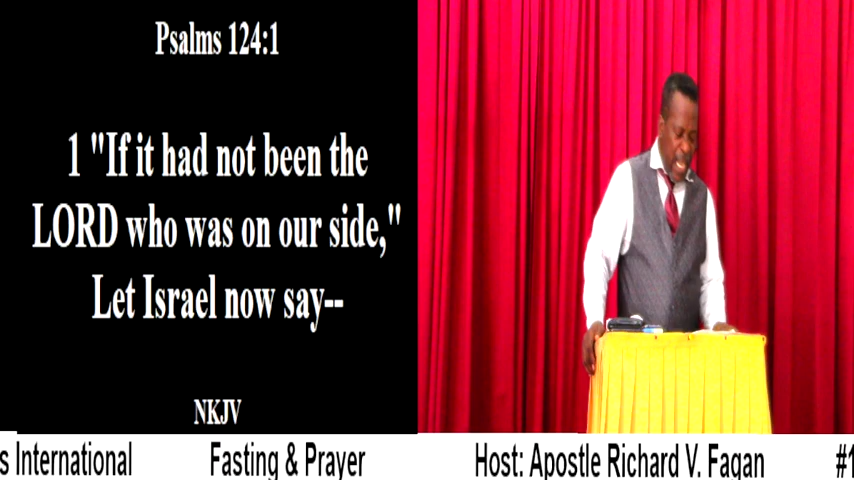 Psalms 124:1
1 "If it had not been the
LORD who was on our side,"
Let Israel now say--
NKJV
s International Fasting & Prayer Host: Apostle Richard V. Fagan #1